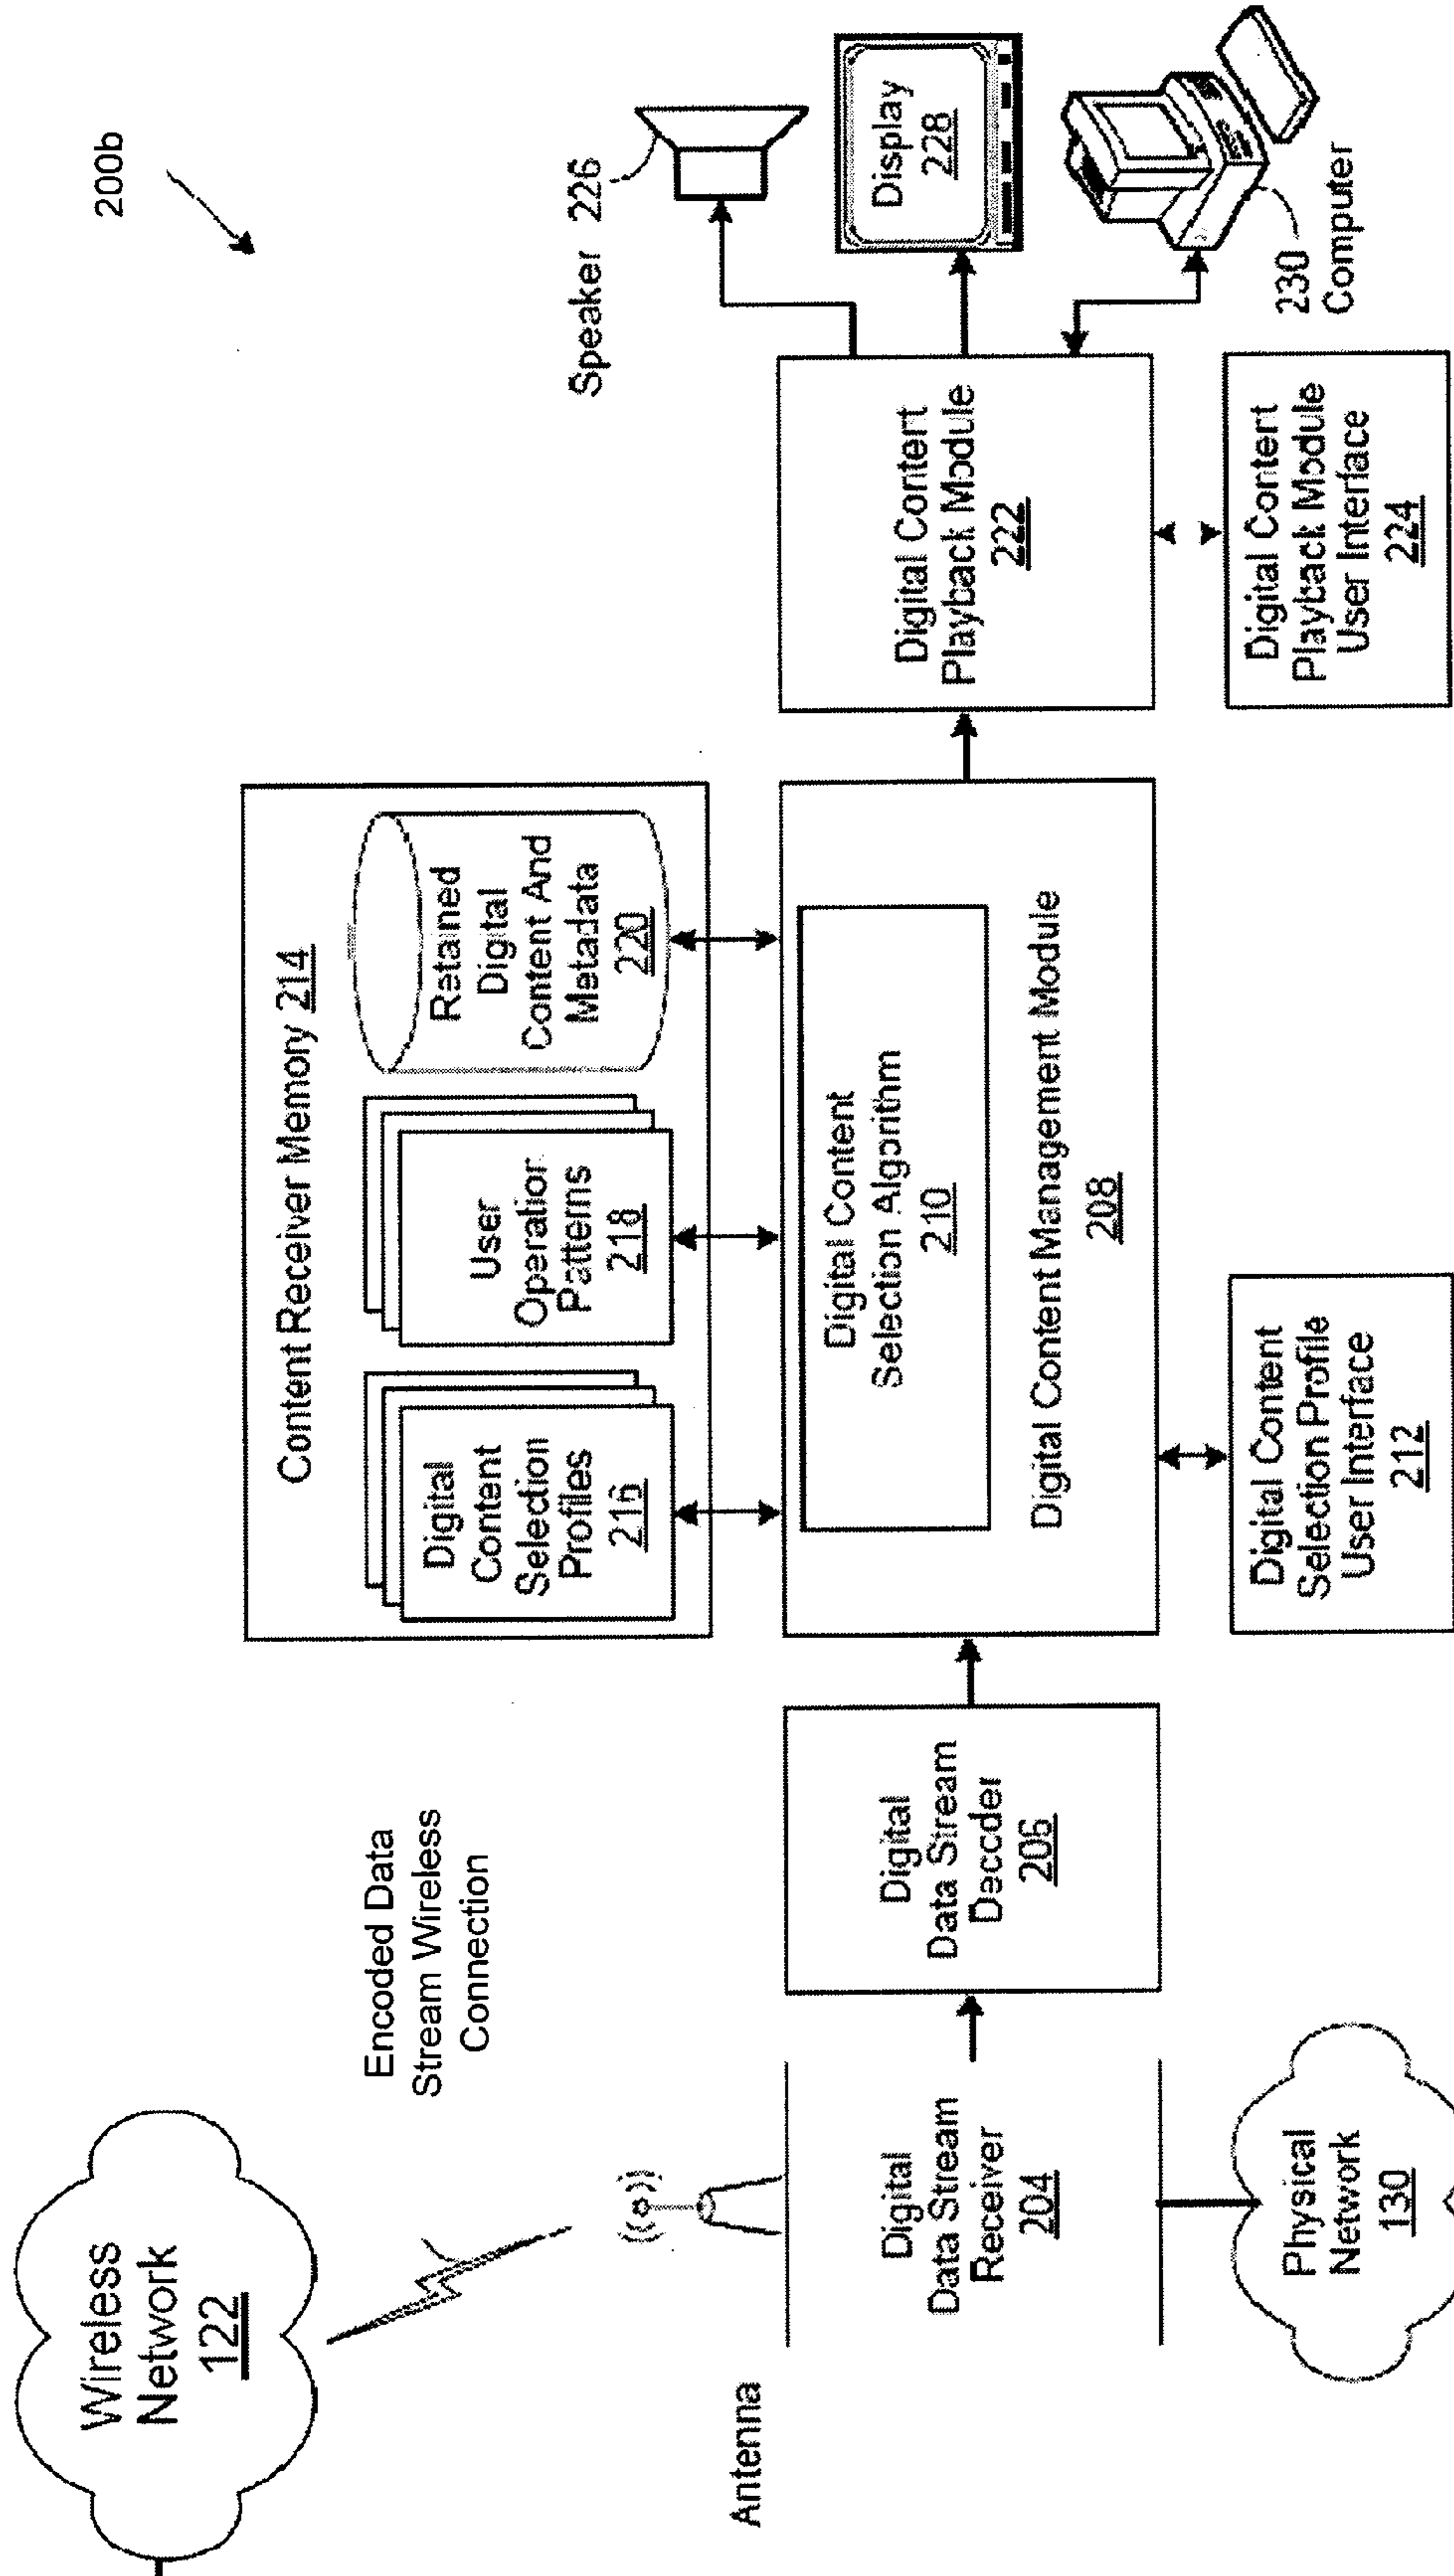 200b
Wireless
Network
122
Encoded Data
Stream Wireless
Connection
Antenna
Digital
Data Stream
Receiver
204
Physical
Network
130
Digital
Data Stream
Decoder
206
Content Receiver Memory 214
Digital
Content
Selection
Profiles
216
User
Operation
Patterns
218
Retained
Digital
Content And
Metadata
220
Digital Content
Selection Algorithm
210
Digital Content Management Module
208
Digital Content
Selection Profile
User Interface
212
Digital Content
Playback Module
222
Digital Content
Playback Module
User Interface
224
Speaker 226
Display
228
230
Computer